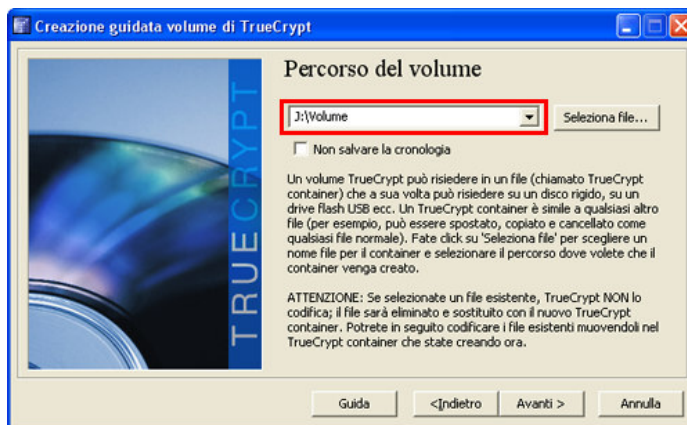 Creazione guidata volume di TrueCrypt
Percorso del volume
J:\Volume
Seleziona file...
Non salvare la cronologia
Un volume TrueCrypt può risiedere in un file (chiamato TrueCrypt
container) che a sua volta può risiedere su un disco rigido, su un
drive flash USB ecc. Un TrueCrypt container è simile a qualsiasi altro
file (per esempio, può essere spostato, copiato e cancellato come
qualsiasi file normale). Fate click su 'Seleziona file' per scegliere un
nome file per il container e selezionare il percorso dove volete che il
container venga creato.
ATTENZIONE: Se selezionate un file esistente, TrueCrypt NON lo
codifica; il file sarà eliminato e sostituito con il nuovo TrueCrypt
container. Potrete in seguito codificare i file esistenti muovendoli nel
TrueCrypt container che state creando ora.
TRUECRYPT
Guida
<Indietro
Avanti >
Annulla